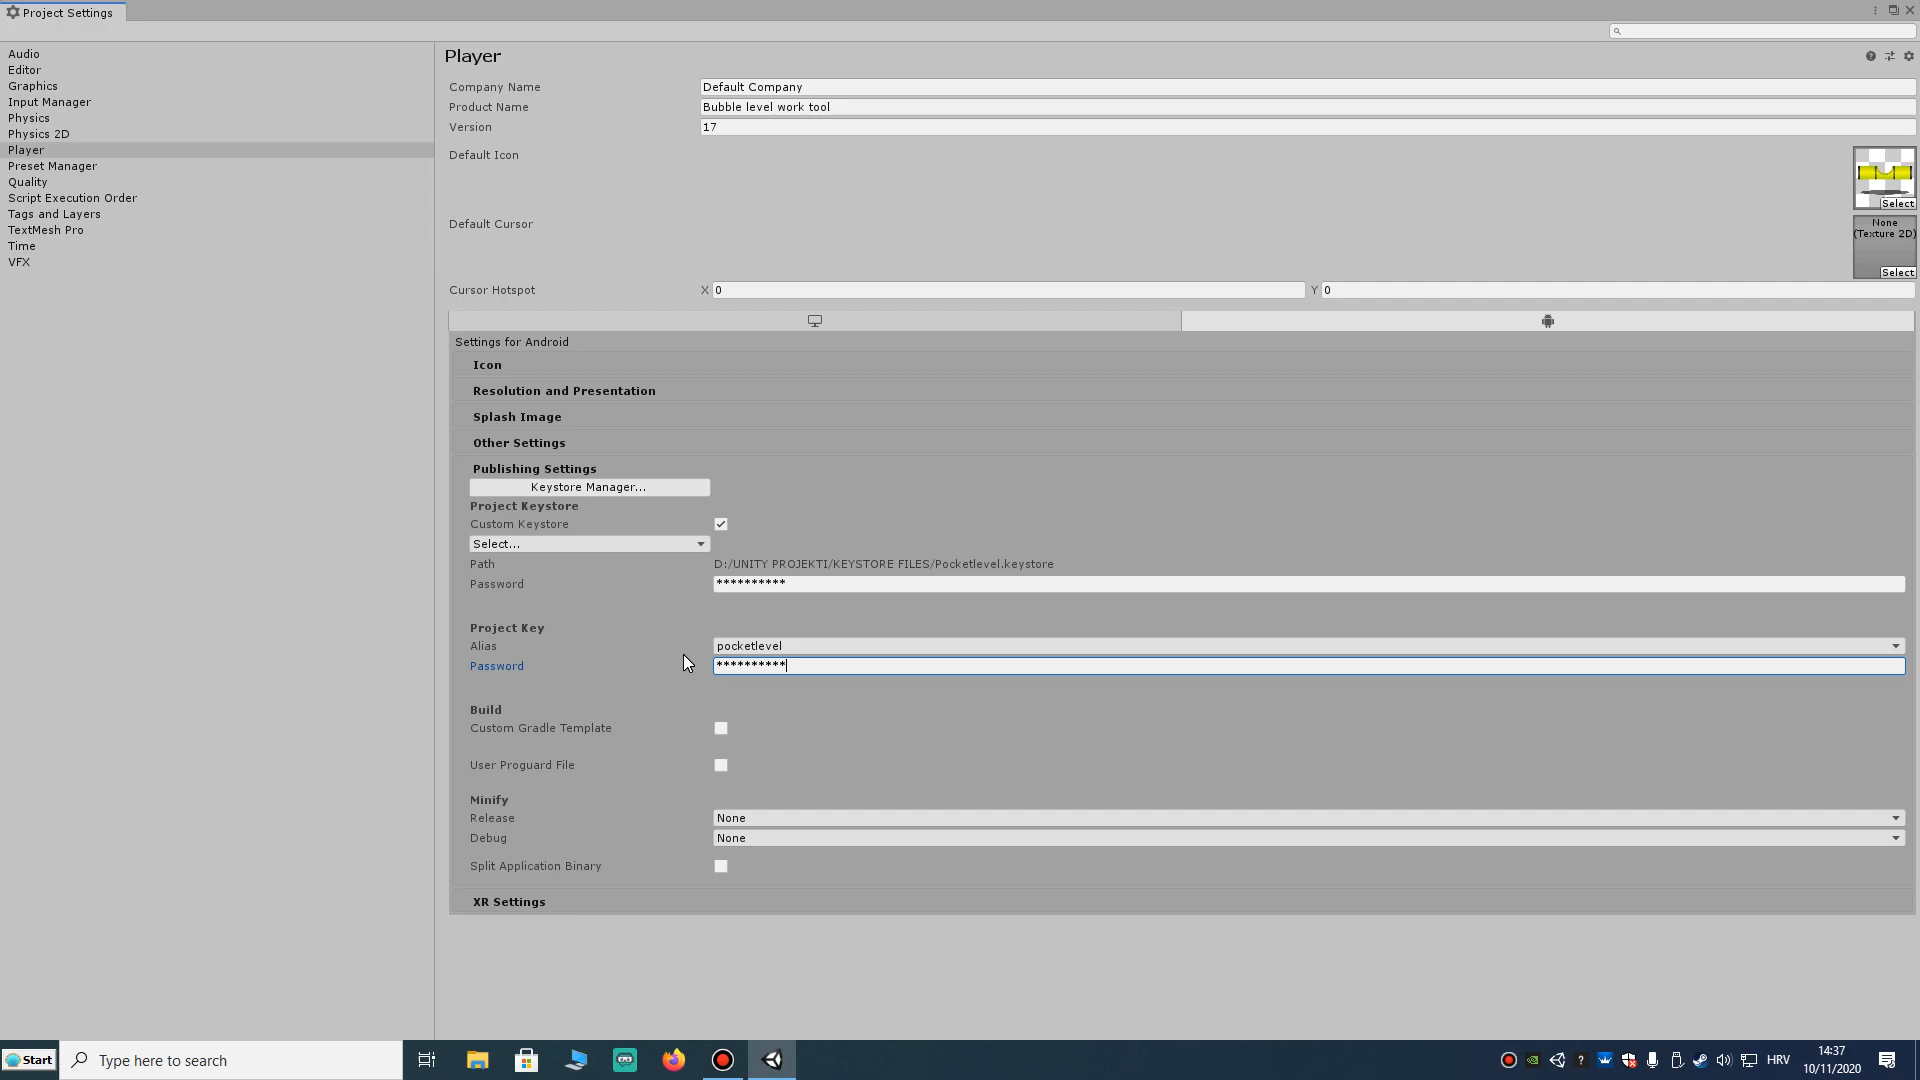 Project Settings
Audio
Editor
Graphics
Input Manager
Physics
Physics 2D
Player
Preset Manager
Quality
Script Execution Order
Tags and Layers
TextMesh Pro
Time
VFX
Player
Company Name Default Company
Product Name Bubble level work tool
Version 17
Default Icon
Select
Default Cursor
None
(Texture 2D)
Select
Cursor Hotspot X 0 Y 0
Settings for Android
Icon
Resolution and Presentation
Splash Image
Other Settings
Publishing Settings
Keystore Manager...
Project Keystore
Custom Keystore
Select...
Path D:/UNITY PROJEKTI/KEYSTORE FILES/Pocketlevel.keystore
Password **********
Project Key
Alias pocketlevel
Password **********
Build
Custom Gradle Template
User Proguard File
Minify
Release None
Debug None
Split Application Binary
XR Settings
Start Type here to search HRV 14:37
10/11/2020